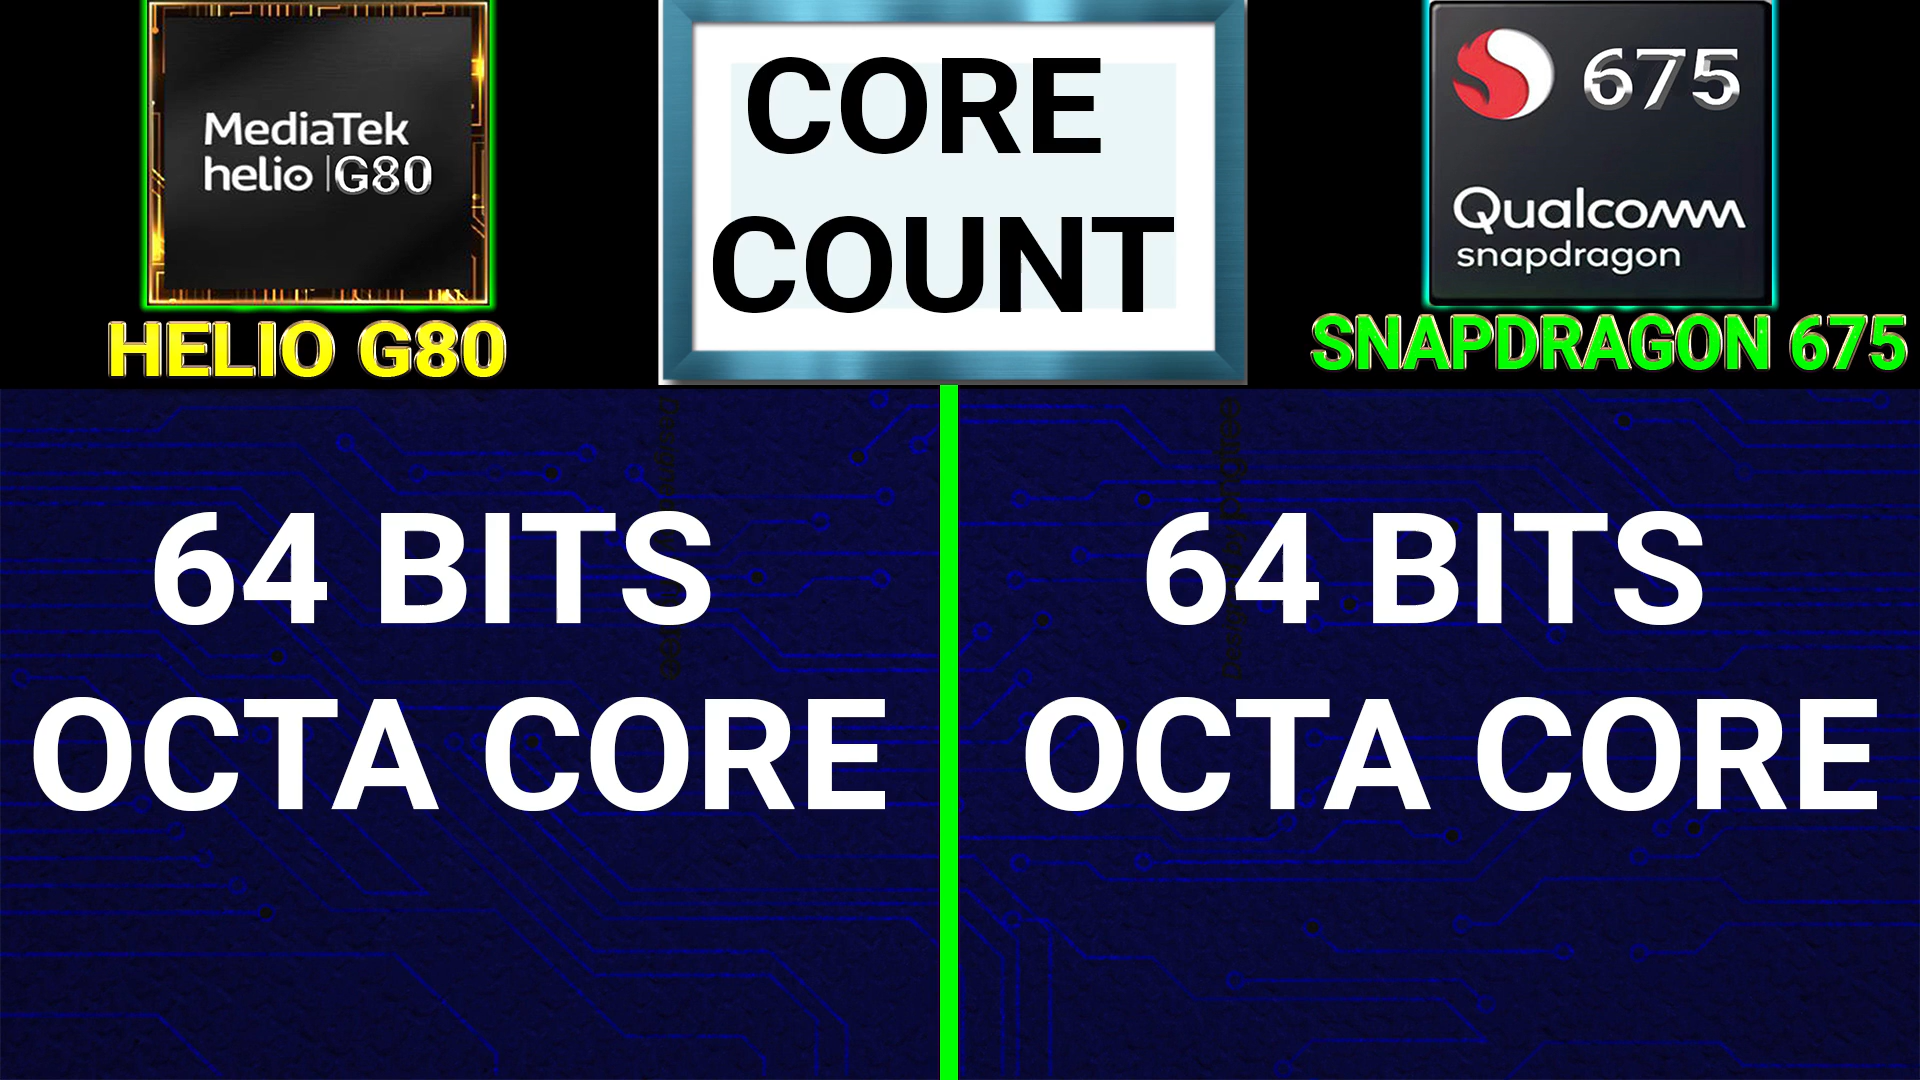 MediaTek
helio G80
HELIO G80
CORE
COUNT
675
Qualcomm
snapdragon
SNAPDRAGON 675
64 BITS
OCTA CORE
64 BITS
OCTA CORE